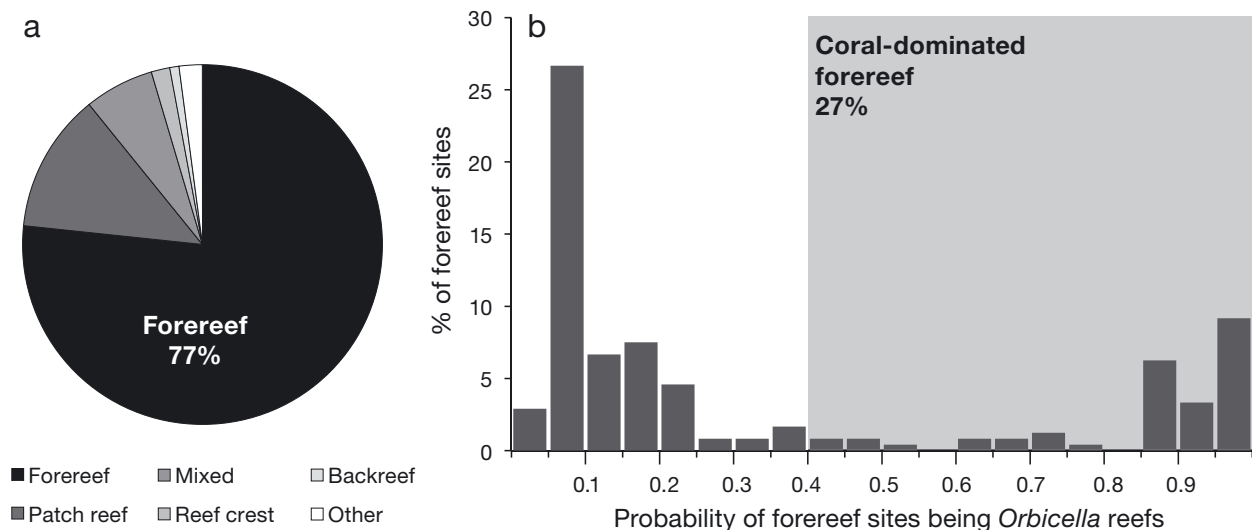 a
Forereef
77%
Forereef
Mixed
Backreef
Patch reef
Reef crest
Other
b
30
25
20
15
10
5
0
% of forereef sites
Coral-dominated
forereef
27%
0.1 0.2 0.3 0.4 0.5 0.6 0.7 0.8 0.9
Probability of forereef sites being Orbicella reefs